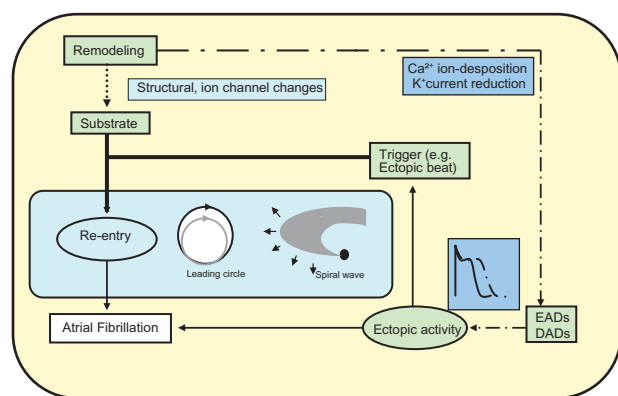 Remodeling
Structural, ion channel changes
Ca²⁺ ion-desposition
K⁺current reduction
Substrate
Trigger (e.g.
Ectopic beat)
Re-entry
Leading circle
Spiral wave
Atrial Fibrillation
Ectopic activity
EADs
DADs